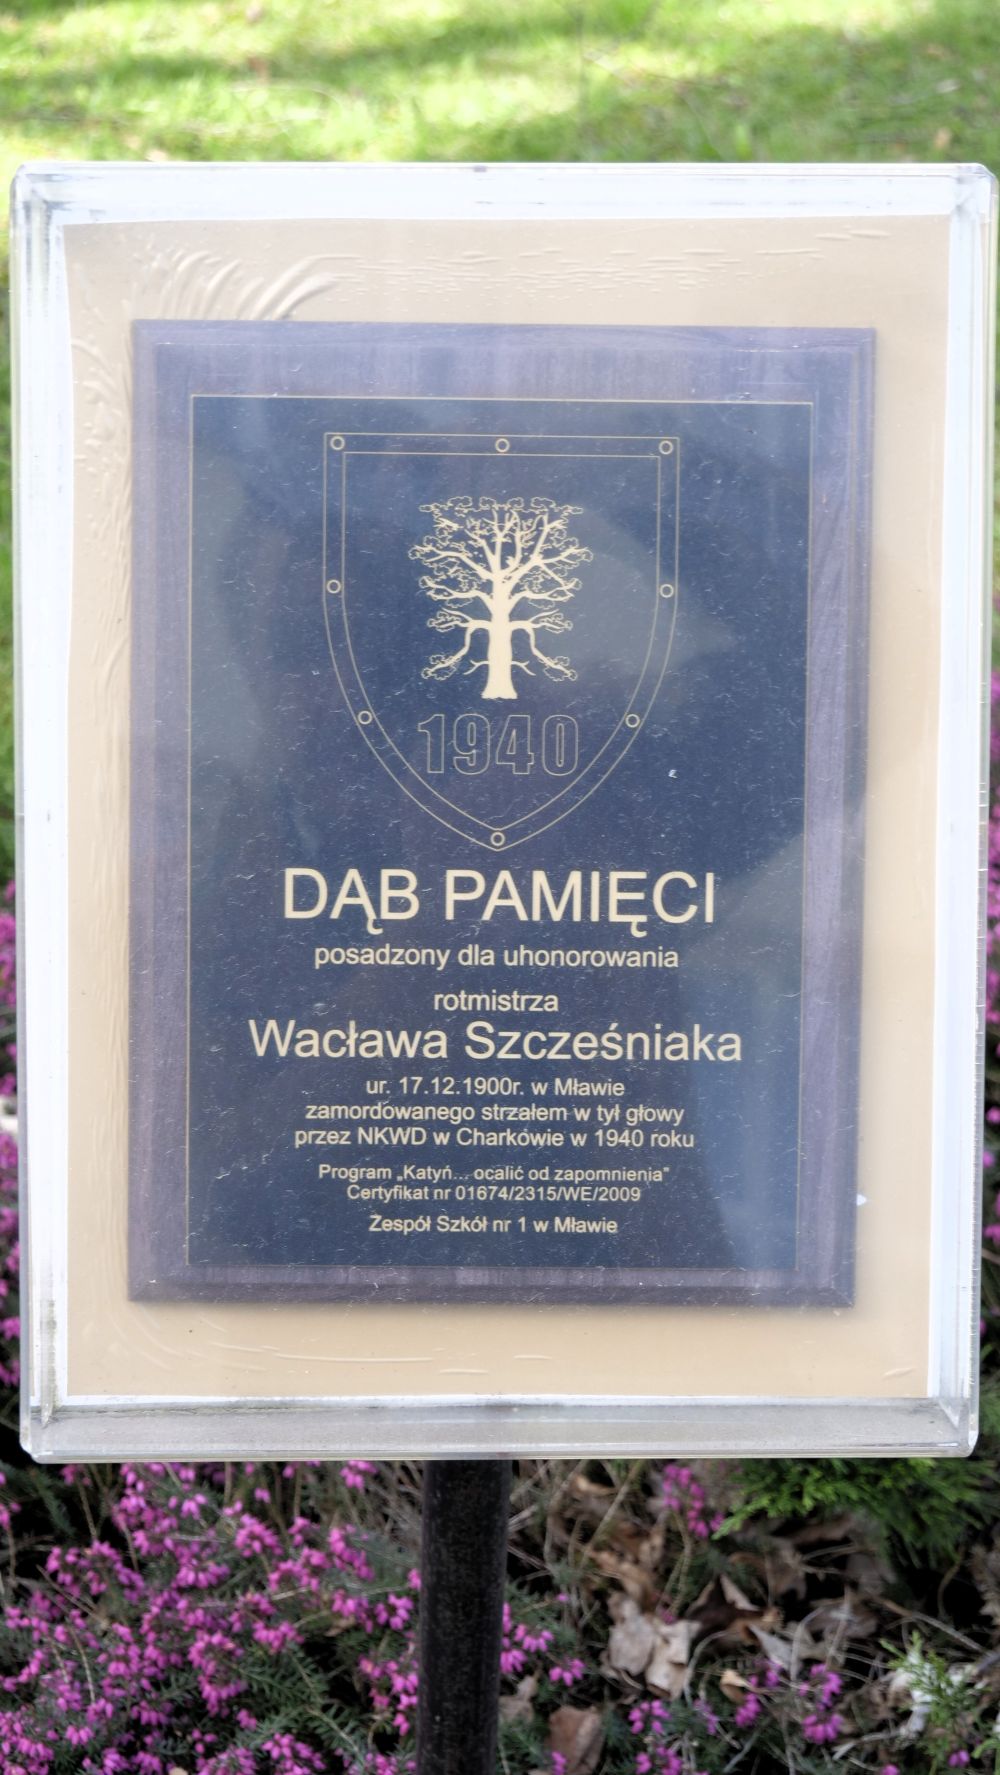 1940
DĄB PAMIĘCI
posadzony dla uhonorowania
rotmistrza
Wacława Szcześniaka
ur. 17.12.1900r. w Mławie
zamordowanego strzałem w tył głowy
przez NKWD w Charkowie w 1940 roku
Program „Katyń... ocalić od zapomnienia"
Certyfikat nr 01674/2315/WE/2009
Zespół Szkół nr 1 w Mławie